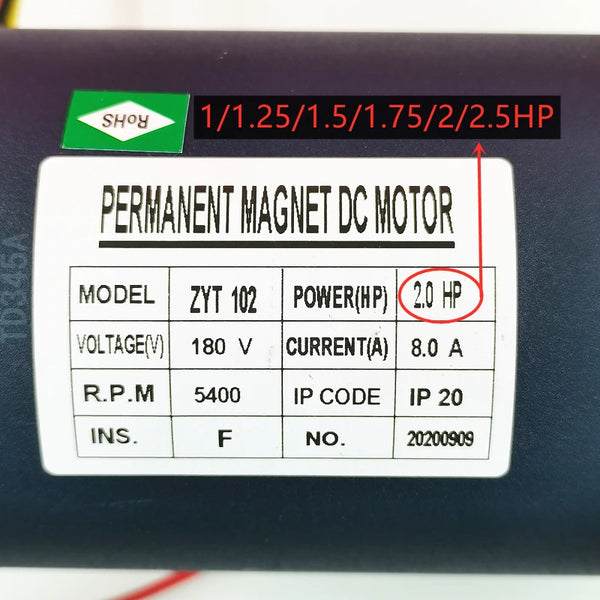 RoHS
1/1.25/1.5/1.75/2/2.5HP
PERMANENT MAGNET DC MOTOR
MODEL ZYT 102 POWER(HP) 2.0 HP
VOLTAGE(V) 180 V CURRENT(A) 8.0 A
R.P.M 5400 IP CODE IP 20
INS. F NO. 20200909
TD345A